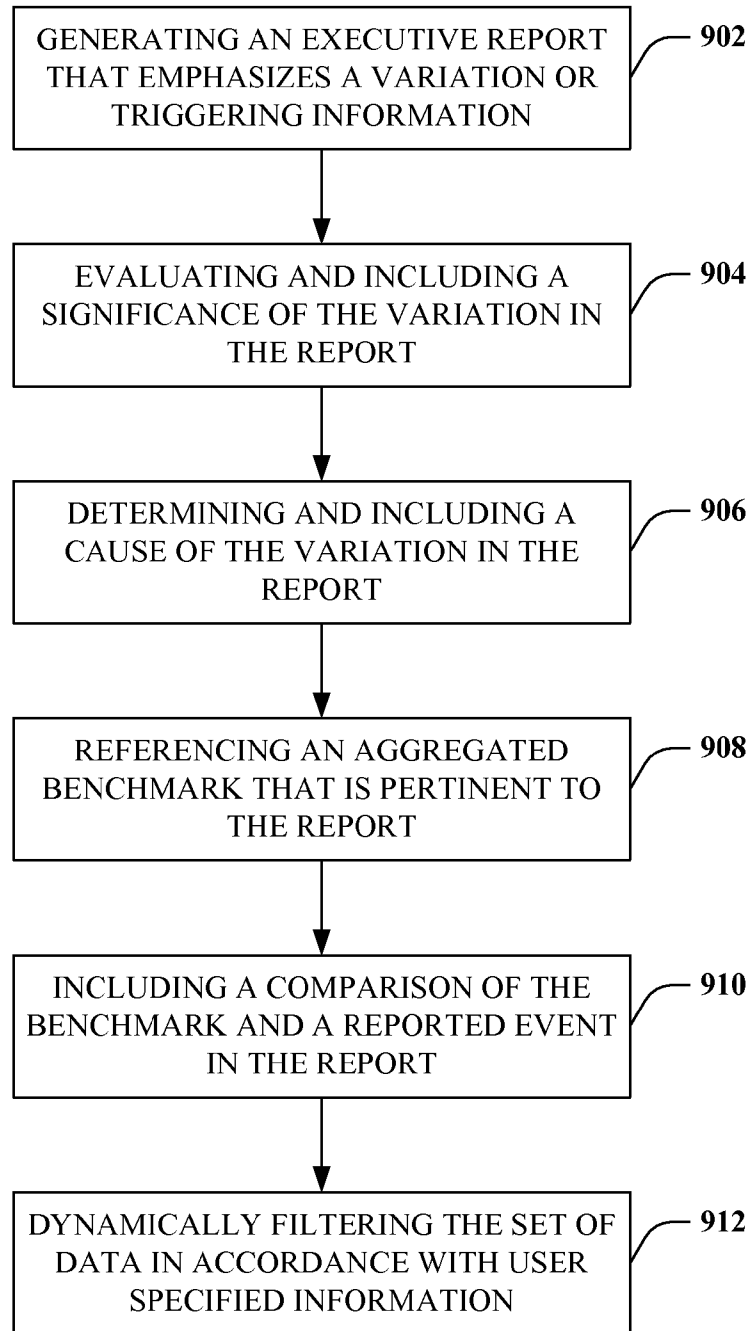 GENERATING AN EXECUTIVE REPORT
THAT EMPHASIZES A VARIATION OR
TRIGGERING INFORMATION
902
EVALUATING AND INCLUDING A
SIGNIFICANCE OF THE VARIATION IN
THE REPORT
904
DETERMINING AND INCLUDING A
CAUSE OF THE VARIATION IN THE
REPORT
906
REFERENCING AN AGGREGATED
BENCHMARK THAT IS PERTINENT TO
THE REPORT
908
INCLUDING A COMPARISON OF THE
BENCHMARK AND A REPORTED EVENT
IN THE REPORT
910
DYNAMICALLY FILTERING THE SET OF
DATA IN ACCORDANCE WITH USER
SPECIFIED INFORMATION
912